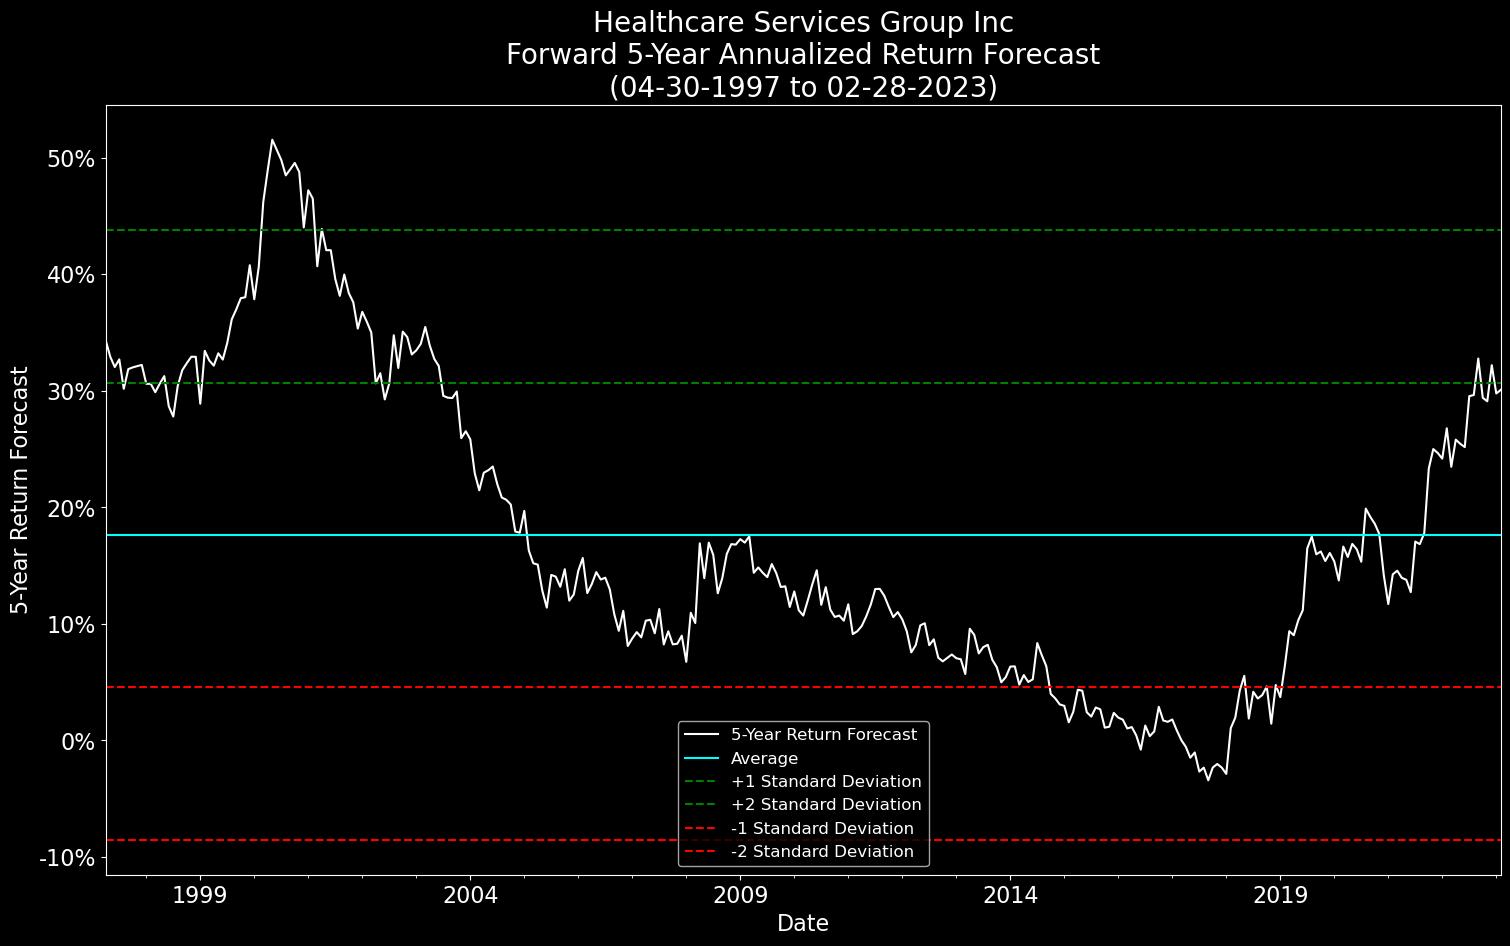 Healthcare Services Group Inc
Forward 5-Year Annualized Return Forecast
(04-30-1997 to 02-28-2023)
5-Year Return Forecast
50%
40%
30%
20%
10%
0%
-10%
5-Year Return Forecast
Average
+1 Standard Deviation
+2 Standard Deviation
-1 Standard Deviation
-2 Standard Deviation
1999 2004 2009 2014 2019
Date